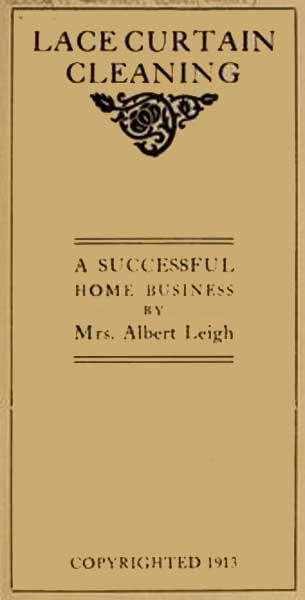 LACE CURTAIN
CLEANING
A SUCCESSFUL
HOME BUSINESS
BY
Mrs. Albert Leigh
COPYRIGHTED 1913